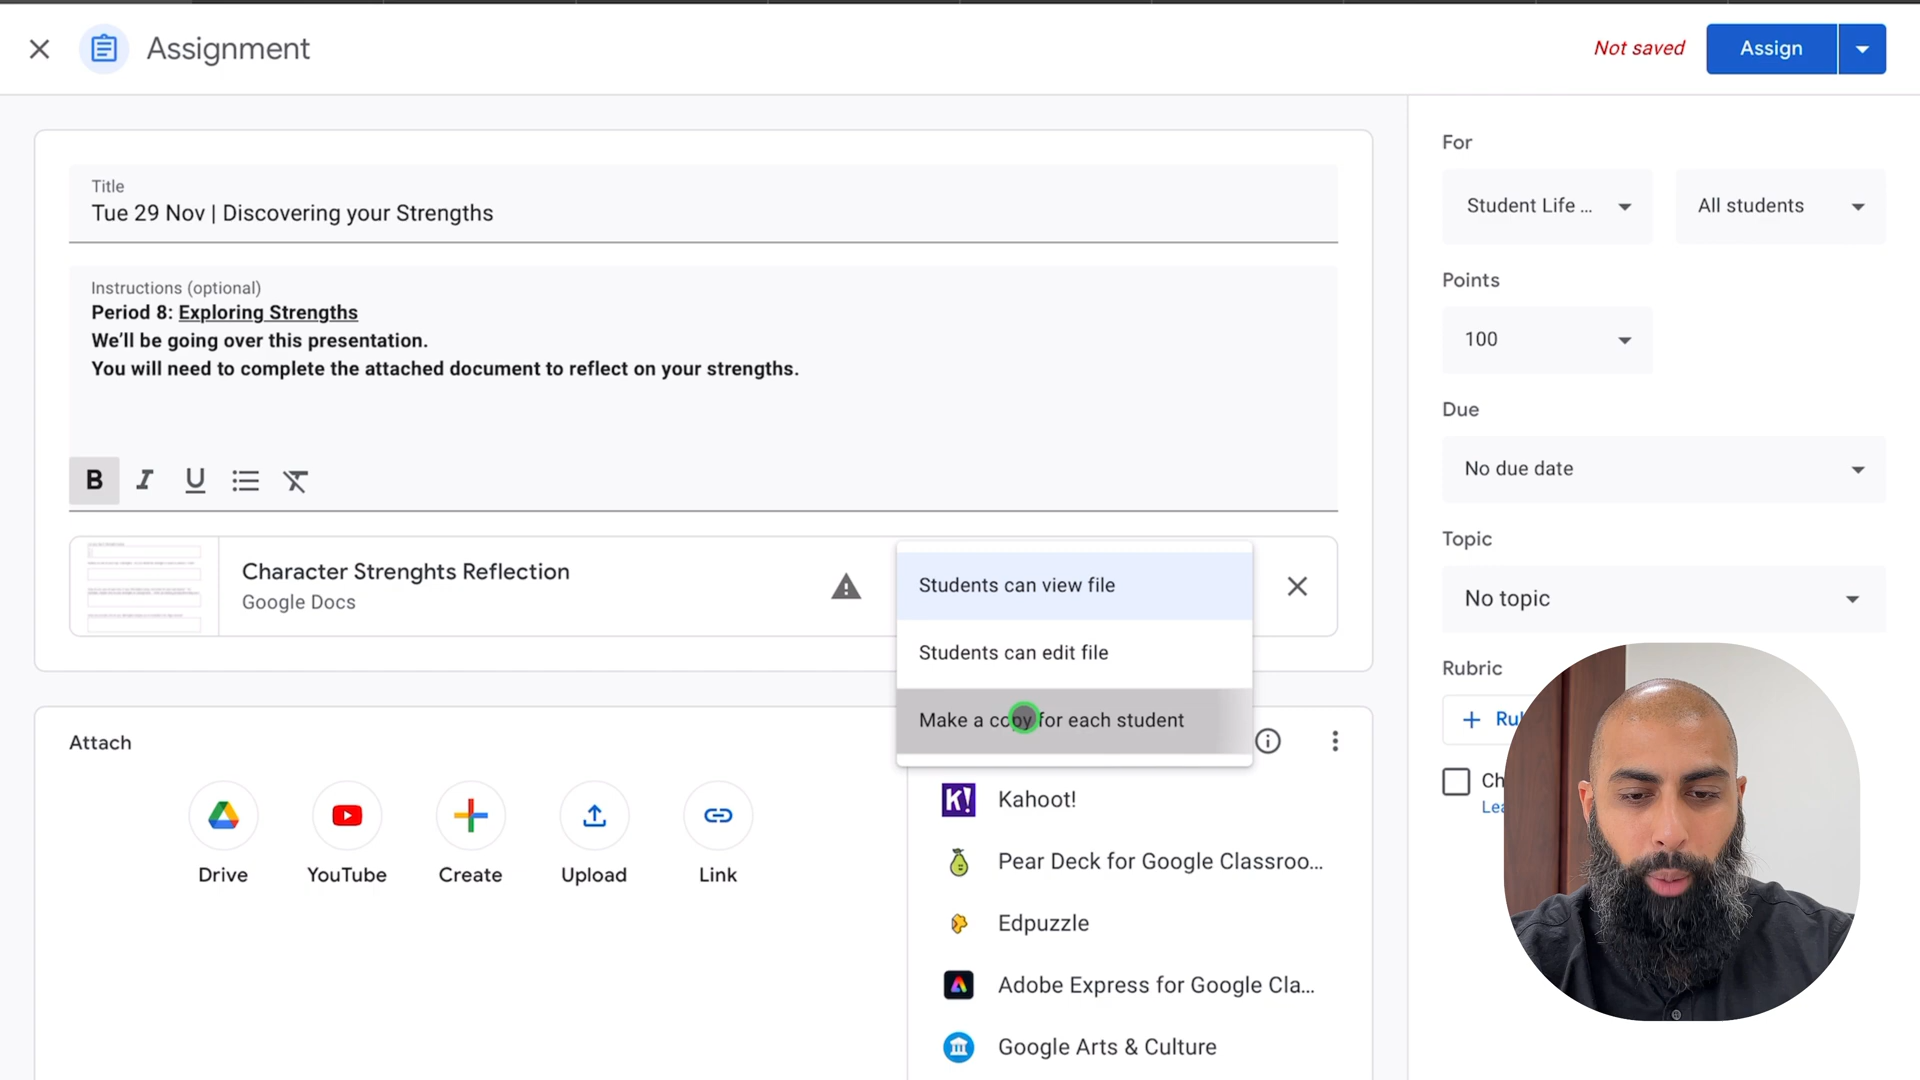 Assignment
Not saved
Assign
Title
Tue 29 Nov | Discovering your Strengths
Instructions (optional)
Period 8: Exploring Strengths
We'll be going over this presentation.
You will need to complete the attached document to reflect on your strengths.
B I U
Character Strenghts Reflection
Google Docs
Students can view file
Students can edit file
Make a copy for each student
Attach
Drive
YouTube
Create
Upload
Link
K!
Kahoot!
Pear Deck for Google Classroo...
Edpuzzle
Adobe Express for Google Cla...
Google Arts & Culture
For
Student Life ...
All students
Points
100
Due
No due date
Topic
No topic
Rubric